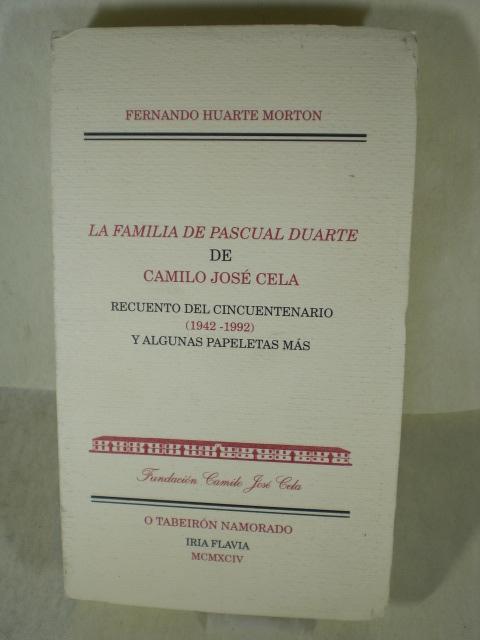 FERNANDO HUARTE MORTON
LA FAMILIA DE PASCUAL DUARTE
DE
CAMILO JOSÉ CELA
RECUENTO DEL CINCUENTENARIO
(1942 -1992)
Y ALGUNAS PAPELETAS MÁS
Fundación Camilo José Cela
O TABEIRÓN NAMORADO
IRIA FLAVIA
MCMXCIV